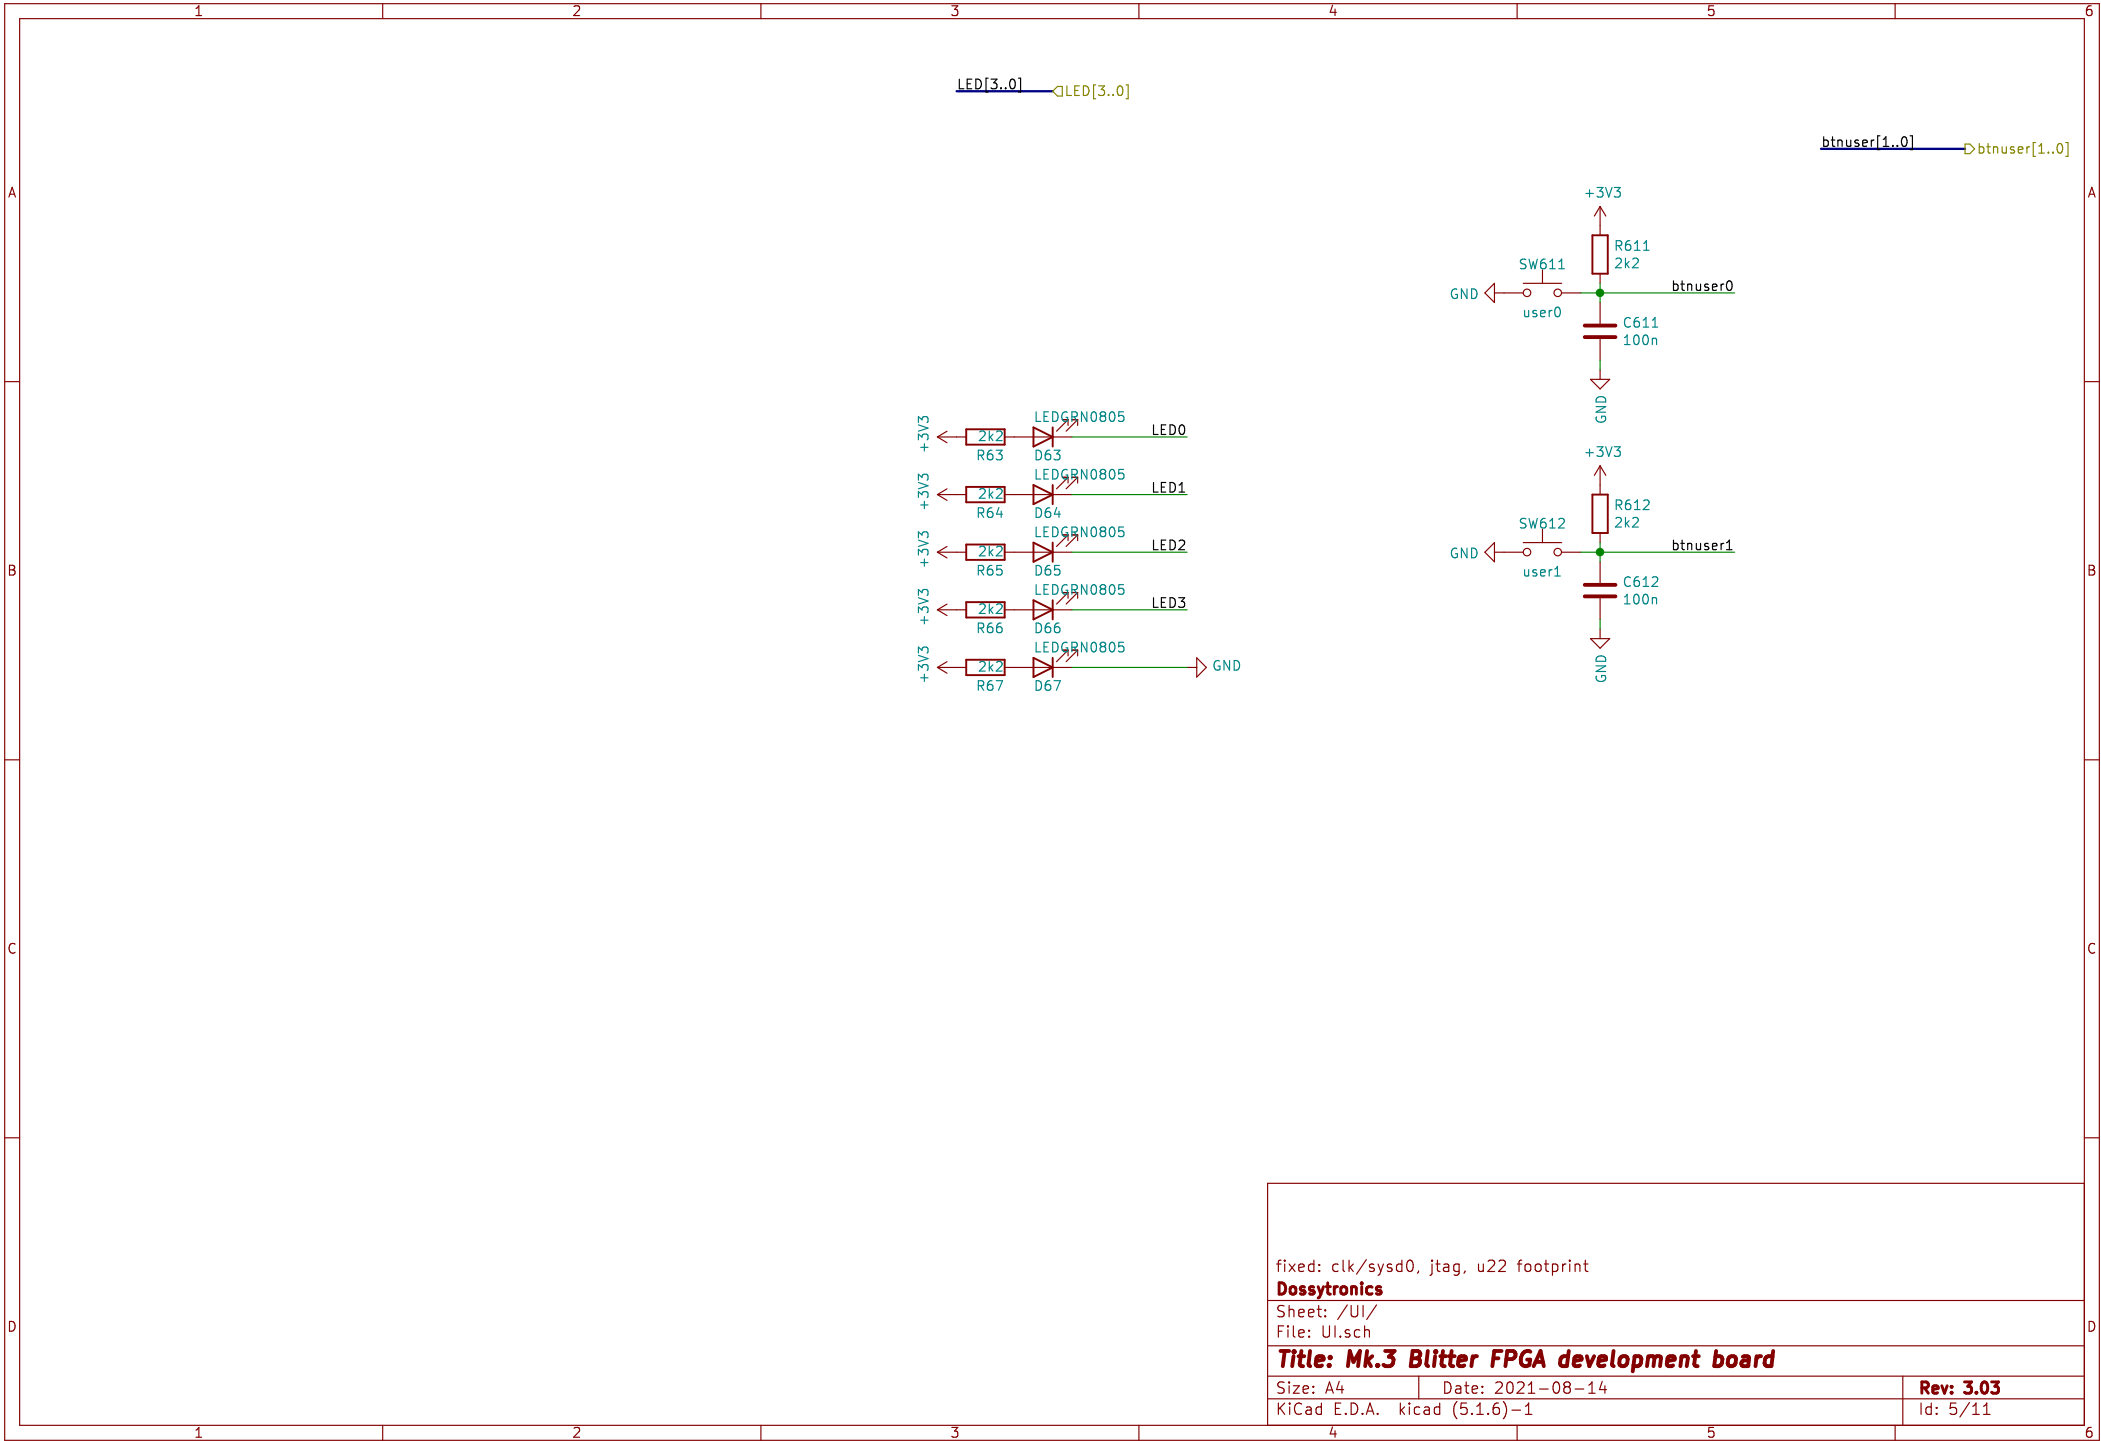 1 2 3 4 5 6
LED[3..0] LED[3..0]
btnuser[1..0] btnuser[1..0]
A A
+3V3
R611
2k2
SW611
GND
user0
btnuser0
C611
100n
GND
+3V3 2k2 R63 LEDGRN0805 D63 LED0
+3V3 2k2 R64 LEDGRN0805 D64 LED1
+3V3 2k2 R65 LEDGRN0805 D65 LED2
+3V3 2k2 R66 LEDGRN0805 D66 LED3
+3V3 2k2 R67 LEDGRN0805 D67 GND
+3V3
R612
2k2
SW612
GND
user1
btnuser1
C612
100n
GND
B B
C C
D D
fixed: clk/sysd0, jtag, u22 footprint
Dossytronics
Sheet: /UI/
File: UI.sch
Title: Mk.3 Blitter FPGA development board
Size: A4 Date: 2021-08-14 Rev: 3.03
KiCad E.D.A. kicad (5.1.6)-1 Id: 5/11
1 2 3 4 5 6